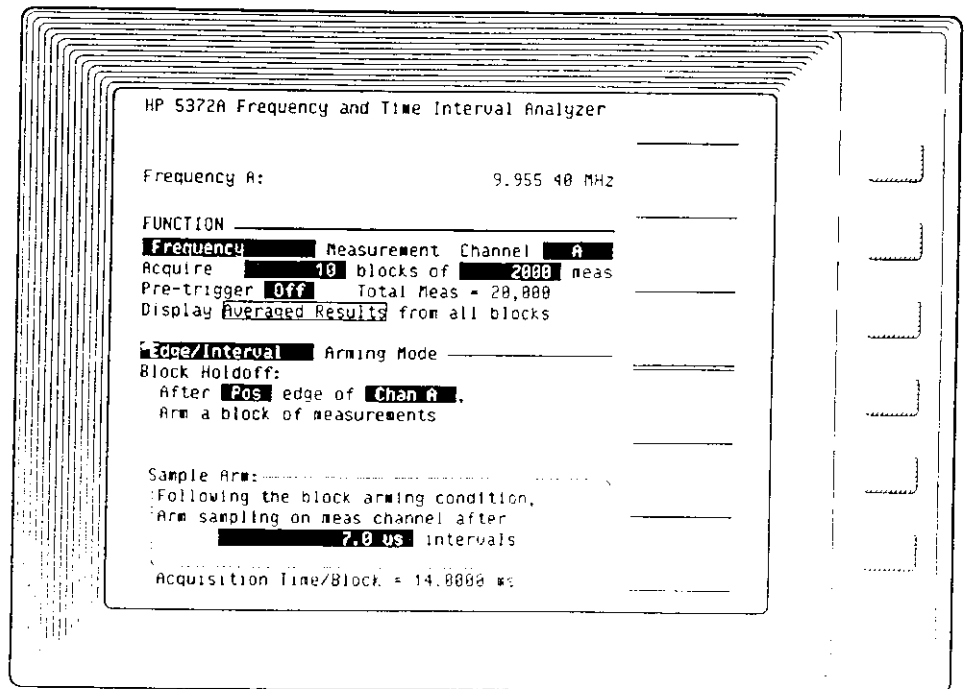 HP 5372A Frequency and Time Interval Analyzer
Frequency A: 9.955 40 MHz
FUNCTION
Frequency Measurement Channel A
Acquire 10 blocks of 2000 meas
Pre-trigger Off Total Meas = 20,000
Display Averaged Results from all blocks
Edge/Interval Arming Mode
Block Holdoff:
After Pos edge of Chan A,
Arm a block of measurements
Sample Arm:
Following the block arming condition,
Arm sampling on meas channel after
7.0 us intervals
Acquisition Time/Block = 14.0000 ms